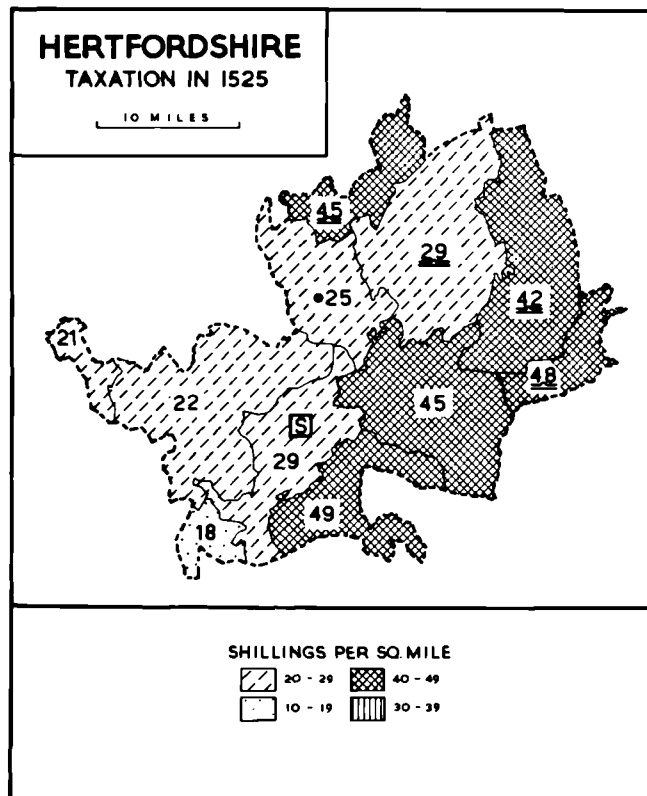 HERTFORDSHIRE
TAXATION IN 1525
10 MILES
45
29
25
42
21
48
22
45
S
29
49
18
SHILLINGS PER SQ. MILE
20 - 29 40 - 49
10 - 19 30 - 39